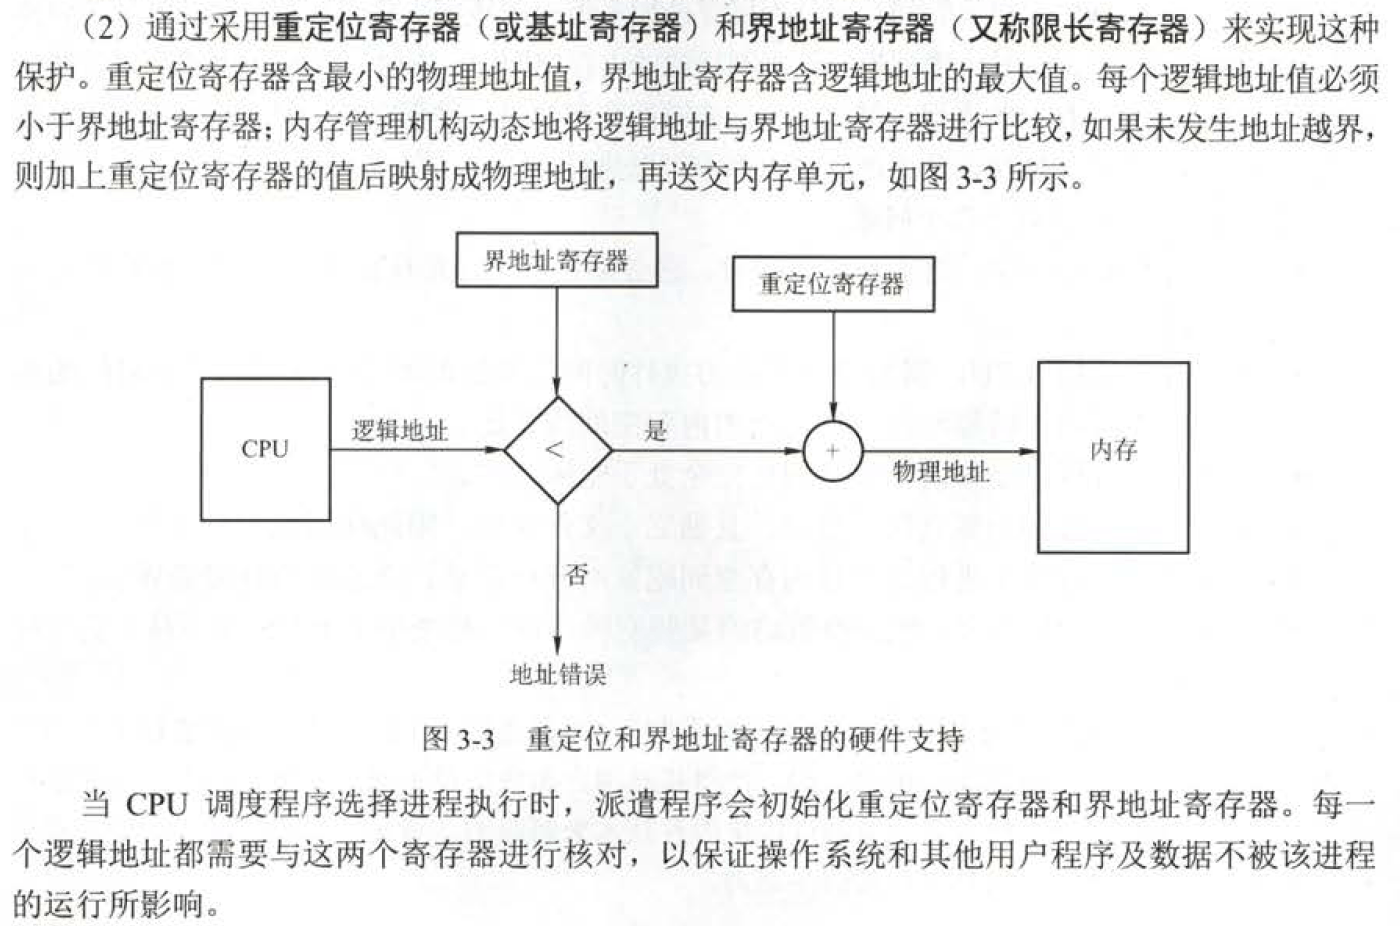 （2）通过采用重定位寄存器（或基址寄存器）和界地址寄存器（又称限长寄存器）来实现这种
保护。重定位寄存器含最小的物理地址值，界地址寄存器含逻辑地址的最大值。每个逻辑地址值必须
小于界地址寄存器；内存管理机构动态地将逻辑地址与界地址寄存器进行比较，如果未发生地址越界，
则加上重定位寄存器的值后映射成物理地址，再送交内存单元，如图 3-3 所示。
界地址寄存器
重定位寄存器
CPU
逻辑地址
<
是
+
物理地址
内存
否
地址错误
图 3-3 重定位和界地址寄存器的硬件支持
当 CPU 调度程序选择进程执行时，派遣程序会初始化重定位寄存器和界地址寄存器。每一
个逻辑地址都需要与这两个寄存器进行核对，以保证操作系统和其他用户程序及数据不被该进程
的运行所影响。